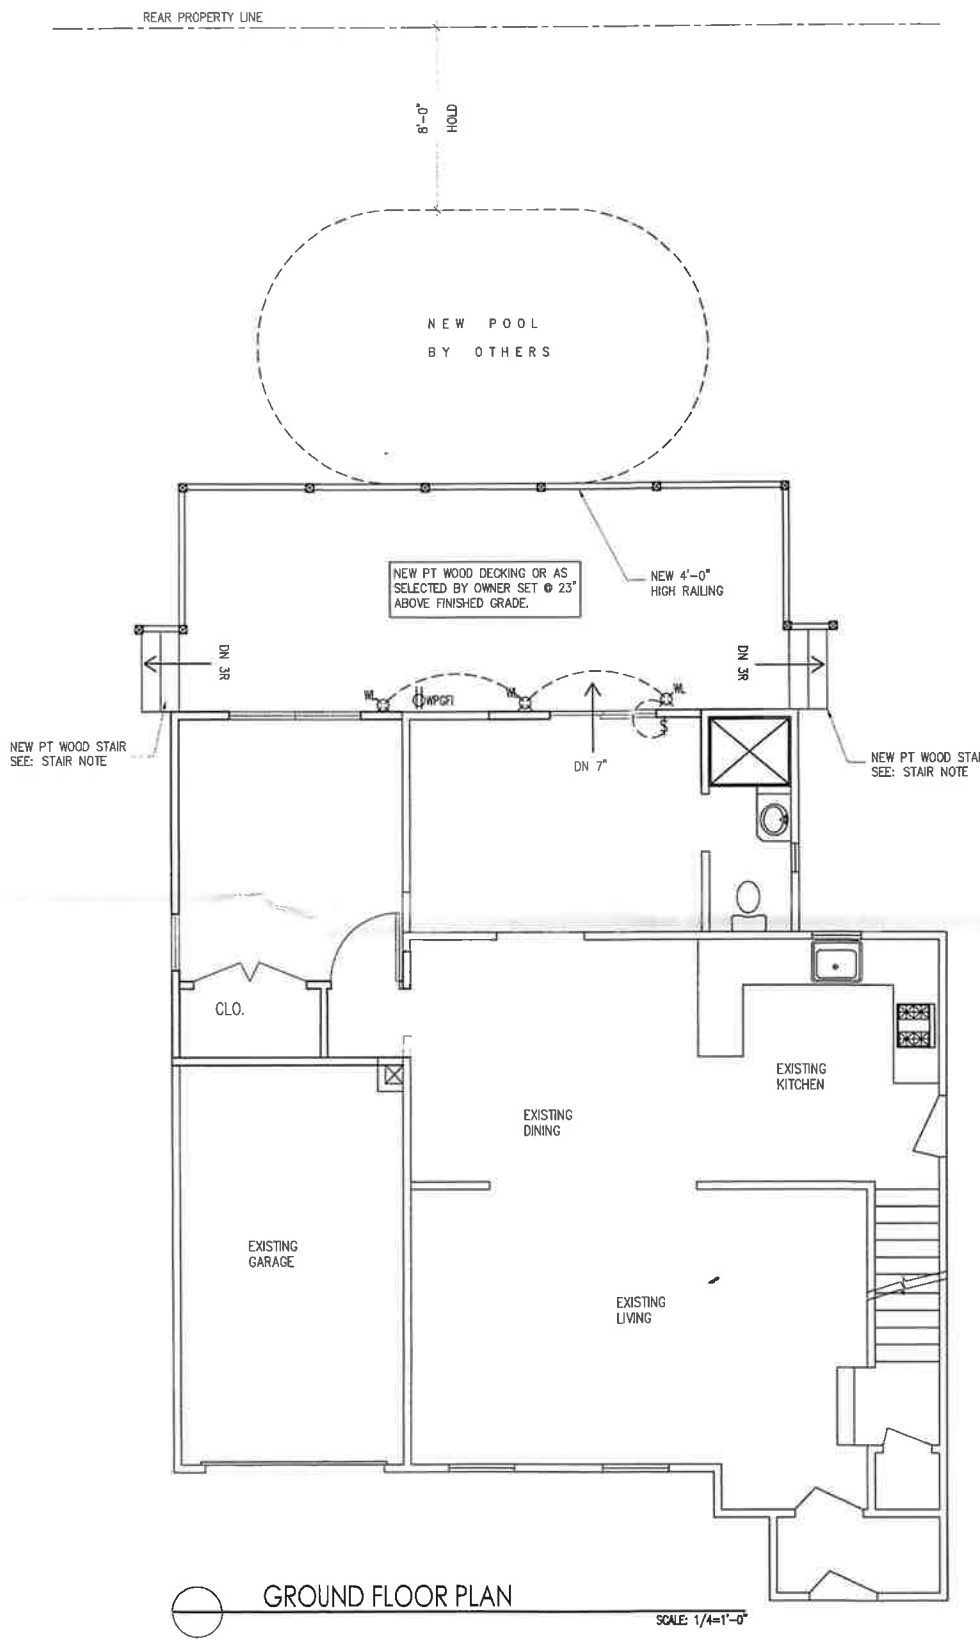 REAR PROPERTY LINE
8'-0"
HOLD
NEW POOL
BY OTHERS
NEW PT WOOD DECKING OR AS
SELECTED BY OWNER SET @ 23"
ABOVE FINISHED GRADE.
NEW 4'-0"
HIGH RAILING
DN 3R
DN 3R
WL
WPGFI
WL
WL
$
NEW PT WOOD STAIR
SEE: STAIR NOTE
DN 7"
NEW PT WOOD STAI
SEE: STAIR NOTE
CLO.
EXISTING
KITCHEN
EXISTING
DINING
EXISTING
GARAGE
EXISTING
LIVING
GROUND FLOOR PLAN
SCALE: 1/4=1'-0"